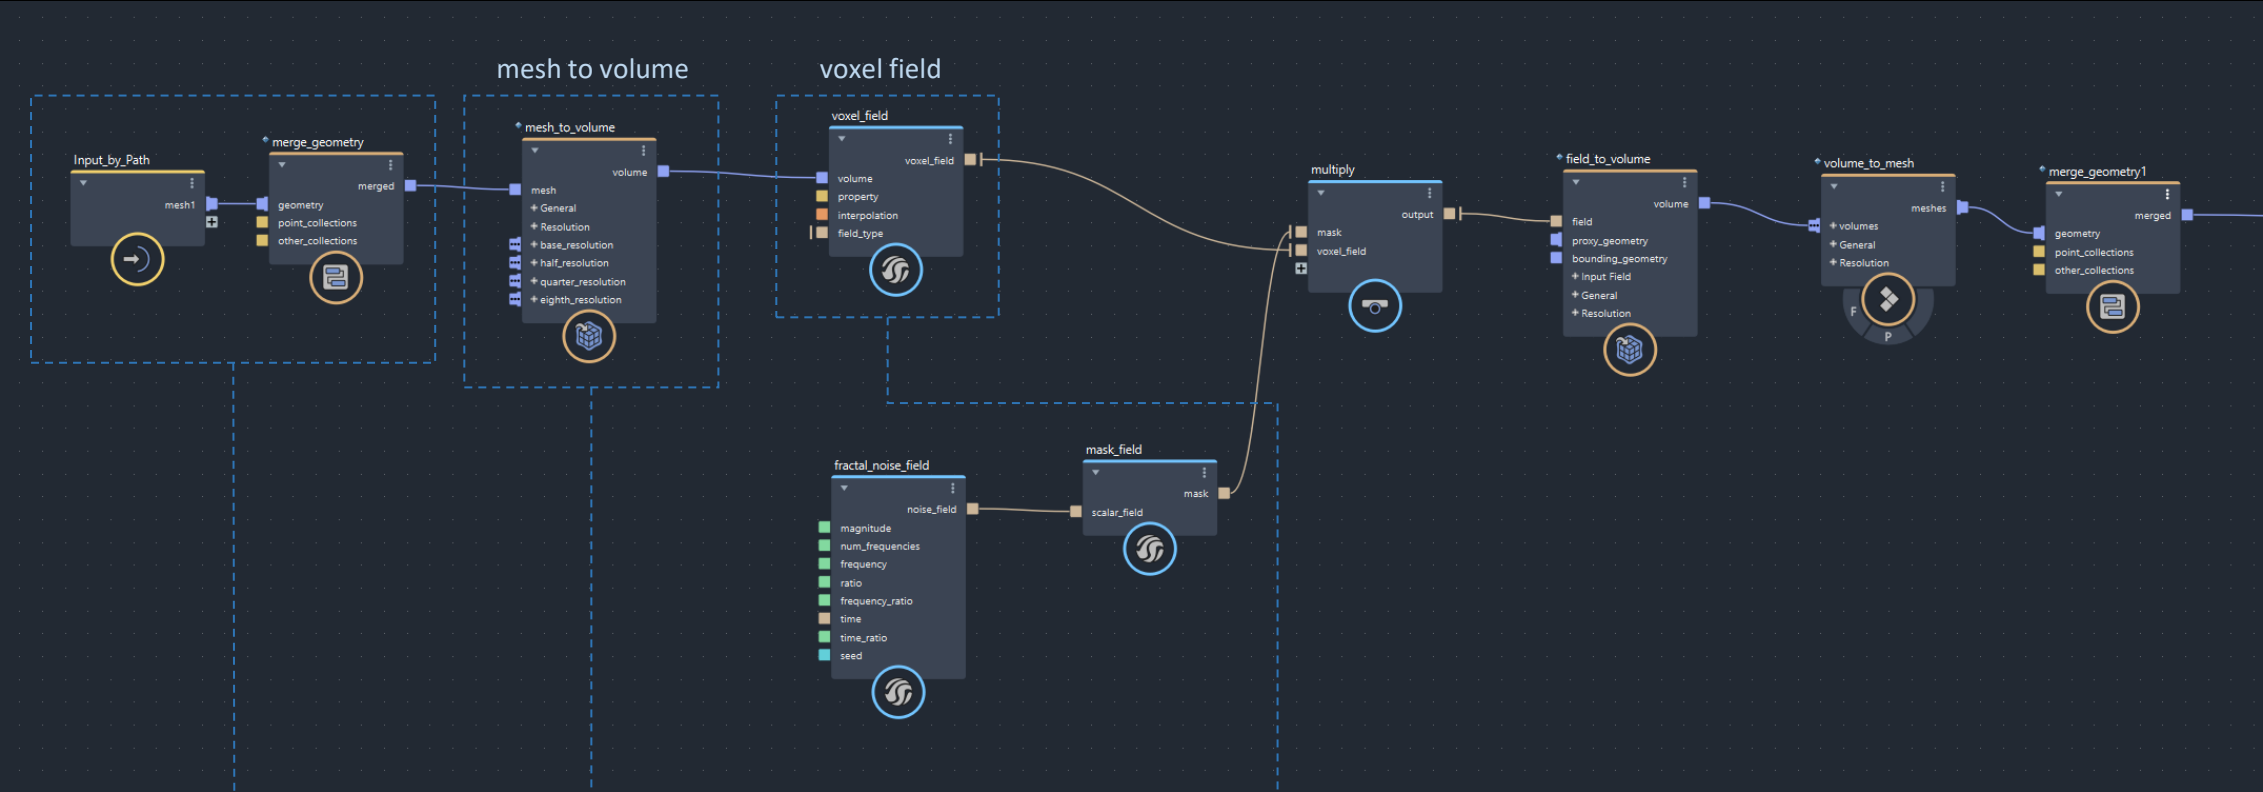 mesh to volume
voxel field
Input_by_Path
mesh1
merge_geometry
merged
geometry
point_collections
other_collections
mesh_to_volume
volume
mesh
+ General
+ Resolution
+ base_resolution
+ half_resolution
+ quarter_resolution
+ eighth_resolution
voxel_field
voxel_field
volume
property
interpolation
field_type
fractal_noise_field
noise_field
magnitude
num_frequencies
frequency
ratio
frequency_ratio
time
time_ratio
seed
mask_field
mask
scalar_field
multiply
output
mask
voxel_field
field_to_volume
volume
field
proxy_geometry
bounding_geometry
+ Input Field
+ General
+ Resolution
volume_to_mesh
meshes
+ volumes
+ General
+ Resolution
F
P
merge_geometry1
merged
geometry
point_collections
other_collections